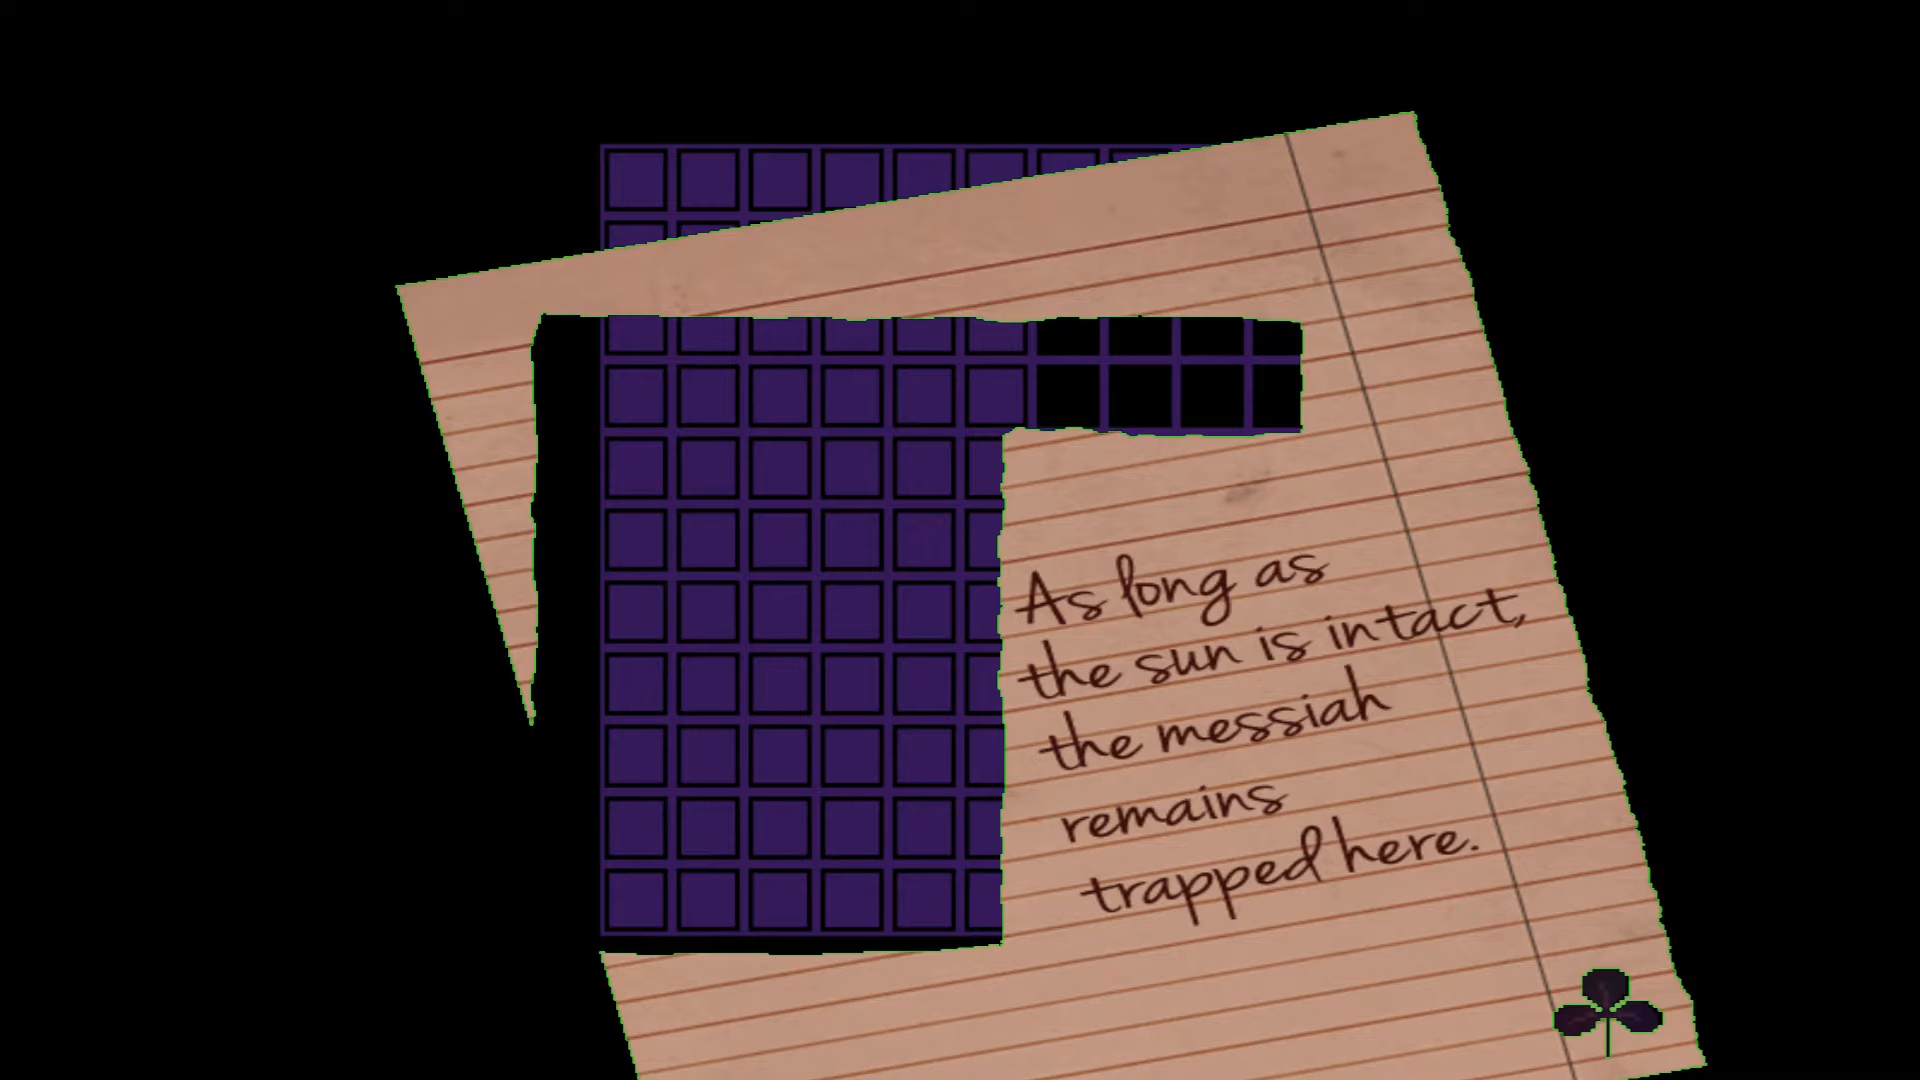 As long as
the sun is intact,
the messiah
remains
trapped here.